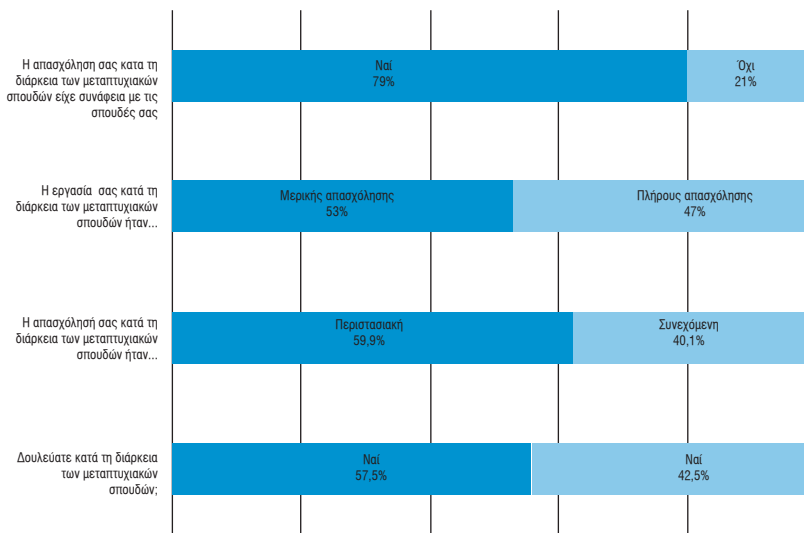 Η απασχόληση σας κατα τη
διάρκεια των μεταπτυχιακών
σπουδών είχε συνάφεια με τις
σπουδές σας
Ναί
79%
Όχι
21%
Η εργασία σας κατά τη
διάρκεια των μεταπτυχιακών
σπουδών ήταν...
Μερικής απασχόλησης
53%
Πλήρους απασχόλησης
47%
Η απασχόλησή σας κατά τη
διάρκεια των μεταπτυχιακών
σπουδών ήταν...
Περιστασιακή
59,9%
Συνεχόμενη
40,1%
Δουλεύατε κατά τη διάρκεια
των μεταπτυχιακών
σπουδών;
Ναί
57,5%
Ναί
42,5%